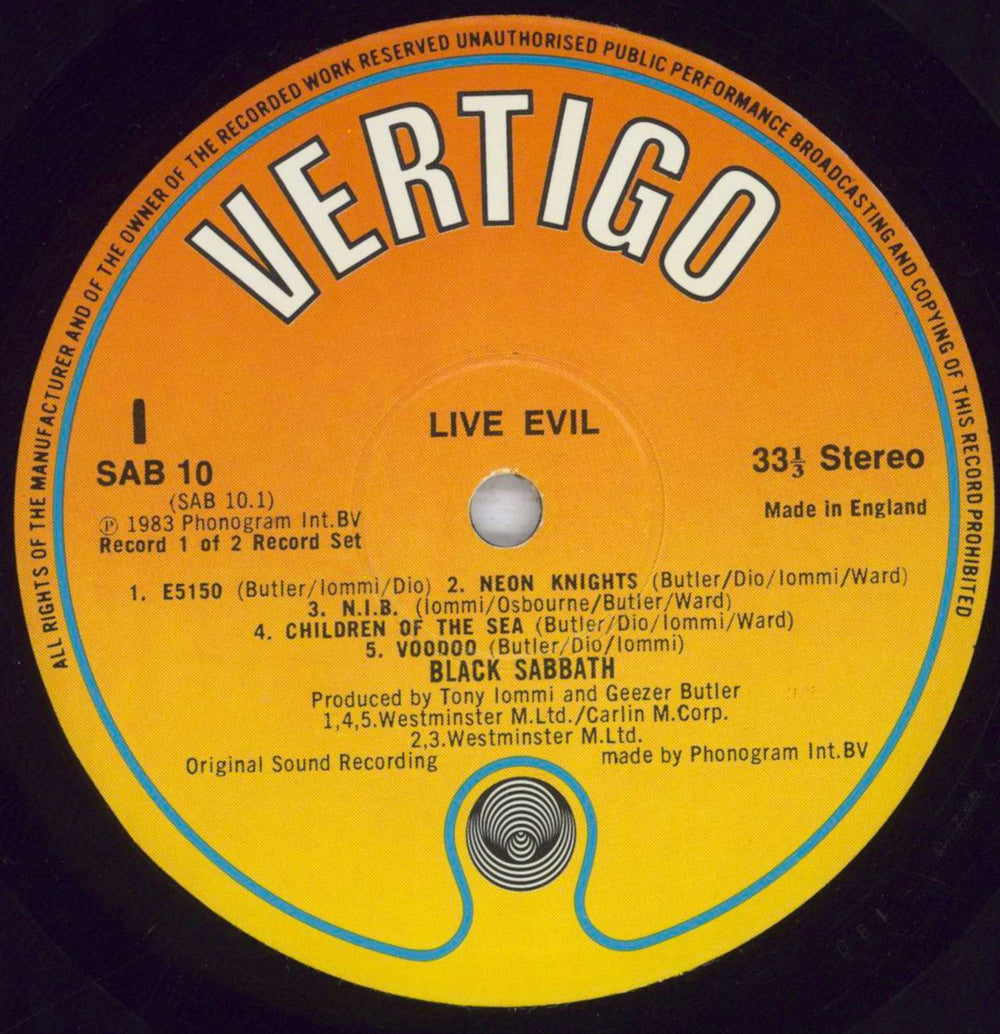 ALL RIGHTS OF THE MANUFACTURER AND OF THE OWNER OF THE RECORDED WORK RESERVED UNAUTHORISED PUBLIC PERFORMANCE BROADCASTING AND COPYING OF THIS RECORD PROHIBITED
VERTIGO
LIVE EVIL
I
SAB 10
(SAB 10.1)
℗ 1983 Phonogram Int.BV
Record 1 of 2 Record Set
33⅓ Stereo
Made in England
1. E5150 (Butler/Iommi/Dio) 2. NEON KNIGHTS (Butler/Dio/Iommi/Ward)
3. N.I.B. (Iommi/Osbourne/Butler/Ward)
4. CHILDREN OF THE SEA (Butler/Dio/Iommi/Ward)
5. VOODOO (Butler/Dio/Iommi)
BLACK SABBATH
Produced by Tony Iommi and Geezer Butler
1,4,5.Westminster M.Ltd./Carlin M.Corp.
2,3.Westminster M.Ltd.
Original Sound Recording made by Phonogram Int.BV